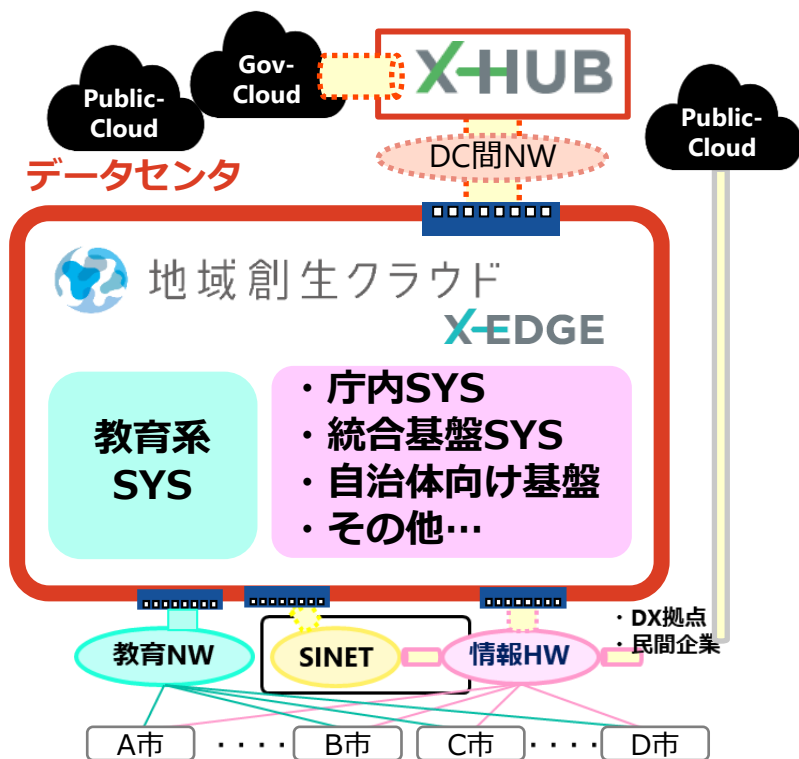 Gov-
Cloud
X-HUB
Public-
Cloud
Public-
Cloud
DC間NW
データセンタ
地域創生クラウド
X-EDGE
教育系
SYS
・庁内SYS
・統合基盤SYS
・自治体向け基盤
・その他…
・DX拠点
・民間企業
教育NW
SINET
情報HW
A市
・・・・
B市
C市
・・・・
D市